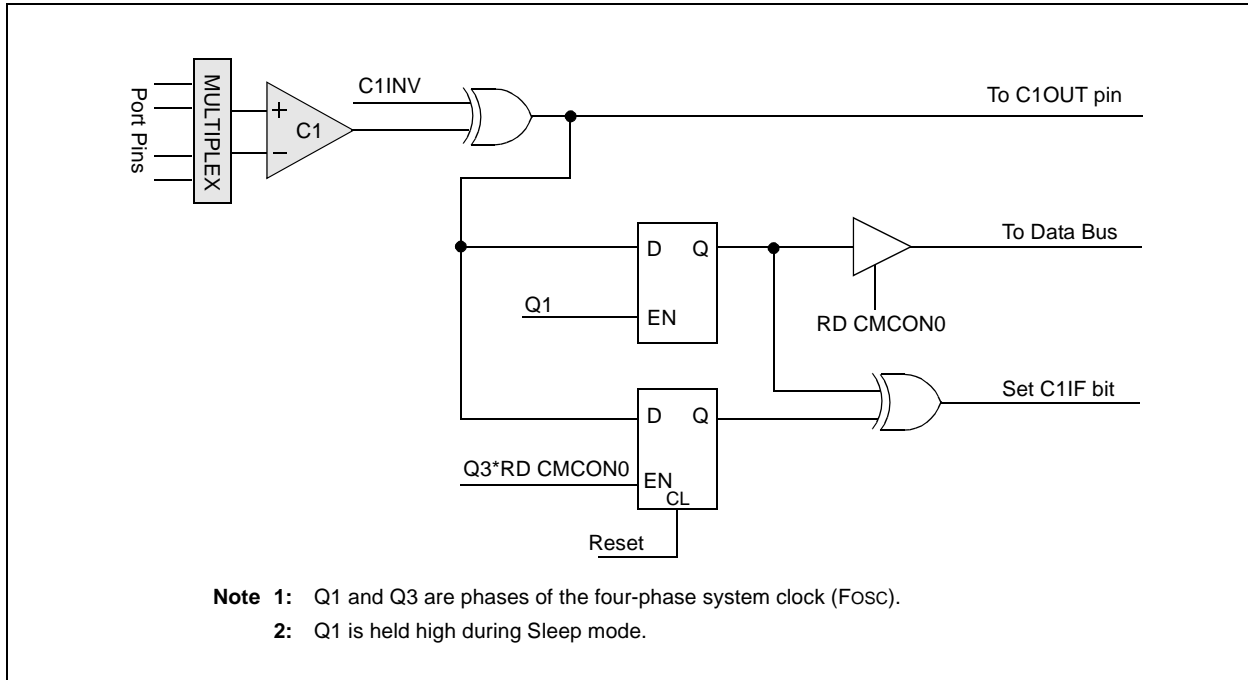 C1INV
To C1OUT pin
Port Pins
MULTIPLEX
+
C1
−
D Q
To Data Bus
Q1
EN
RD CMCON0
Set C1IF bit
D Q
Q3*RD CMCON0
EN
CL
Reset
Note 1: Q1 and Q3 are phases of the four-phase system clock (FOSC).
2: Q1 is held high during Sleep mode.